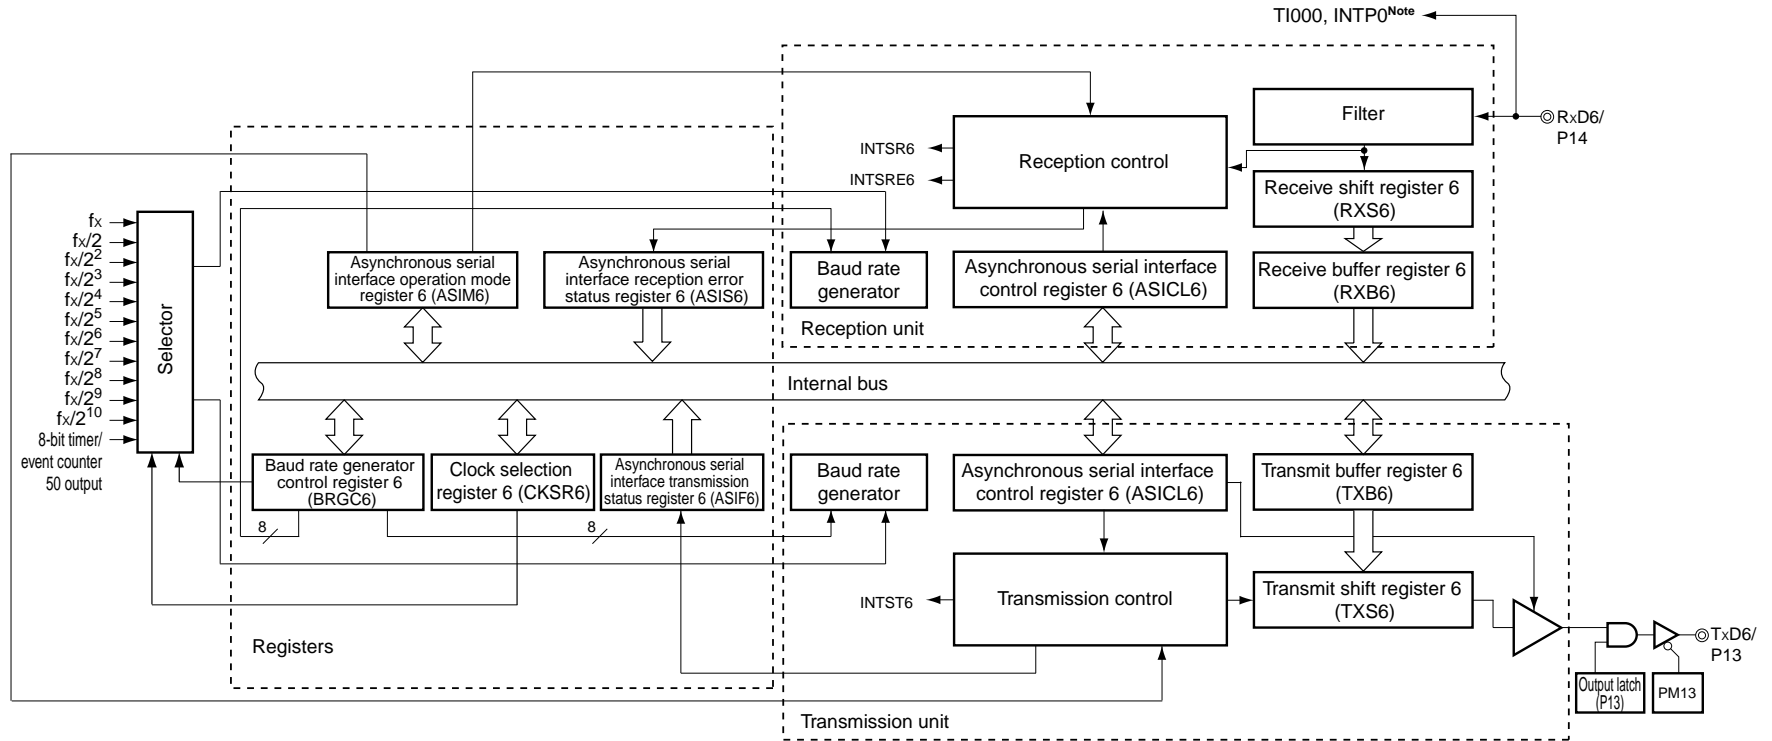 TI000, INTP0Note
Filter
RxD6/
P14
INTSR6
INTSRE6
Reception control
Receive shift register 6
(RXS6)
fX
fX/2
fX/2²
fX/2³
fX/2⁴
fX/2⁵
fX/2⁶
fX/2⁷
fX/2⁸
fX/2⁹
fX/2¹⁰
8-bit timer/
event counter
50 output
Selector
Asynchronous serial
interface operation mode
register 6 (ASIM6)
Asynchronous serial
interface reception error
status register 6 (ASIS6)
Baud rate
generator
Asynchronous serial interface
control register 6 (ASICL6)
Receive buffer register 6
(RXB6)
Reception unit
Internal bus
Baud rate generator
control register 6
(BRGC6)
Clock selection
register 6 (CKSR6)
Asynchronous serial
interface transmission
status register 6 (ASIF6)
Baud rate
generator
Asynchronous serial interface
control register 6 (ASICL6)
Transmit buffer register 6
(TXB6)
8
8
INTST6
Transmission control
Transmit shift register 6
(TXS6)
TxD6/
P13
Registers
Output latch
(P13)
PM13
Transmission unit